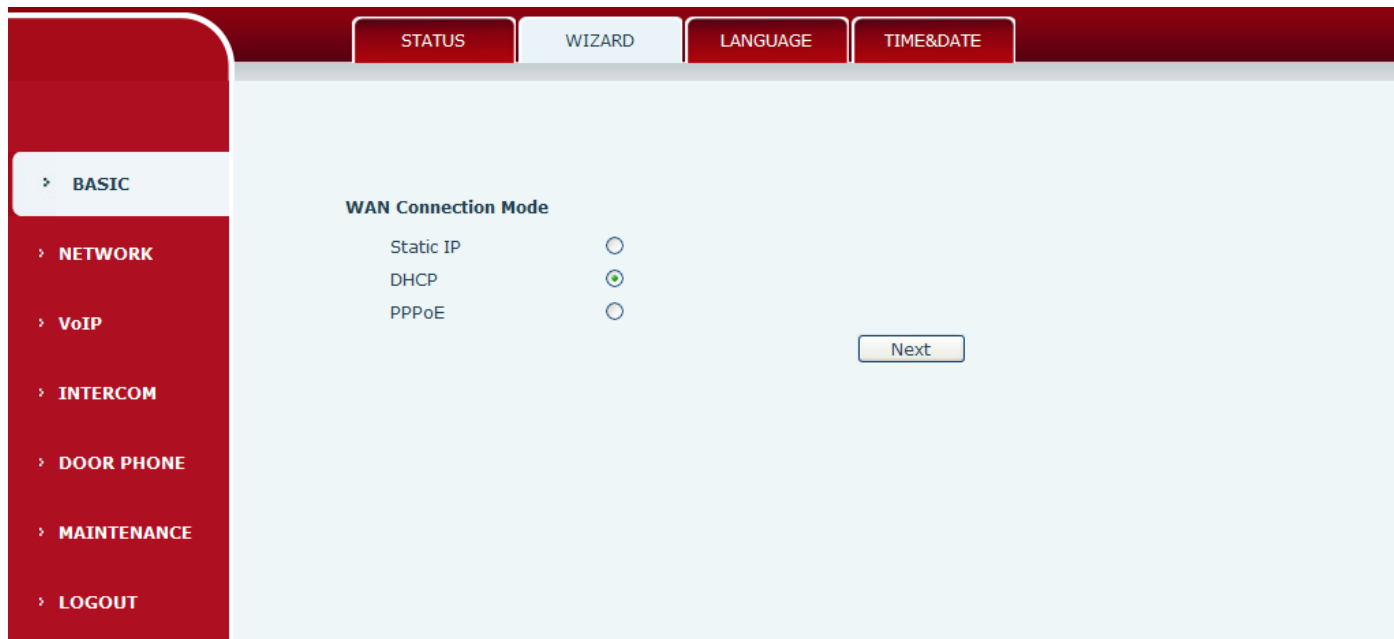 STATUS WIZARD LANGUAGE TIME&DATE
BASIC
NETWORK
VoIP
INTERCOM
DOOR PHONE
MAINTENANCE
LOGOUT
WAN Connection Mode
Static IP
DHCP
PPPoE
Next